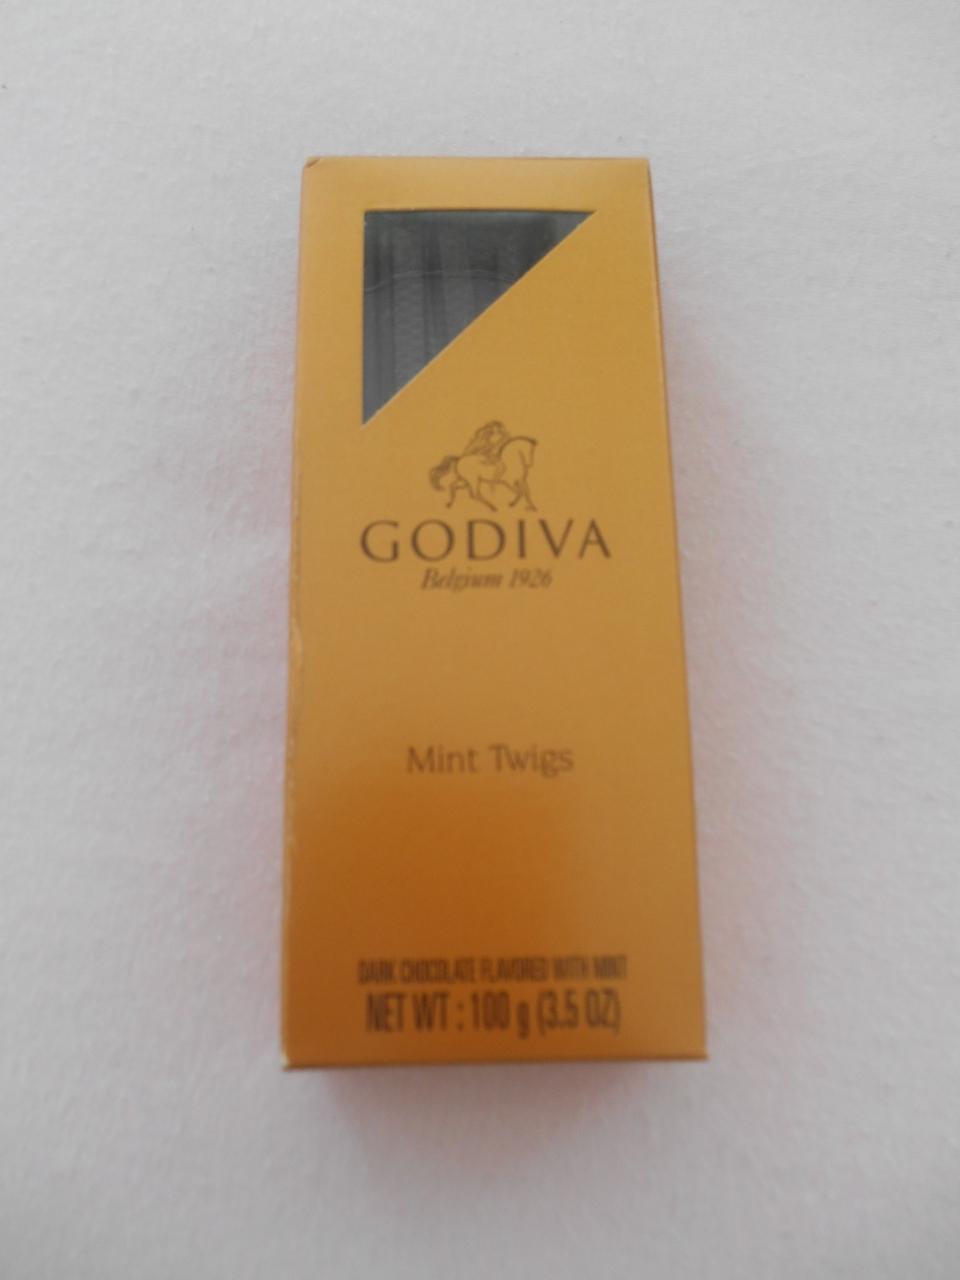 GODIVA
Belgium 1926
Mint Twigs
DARK CHOCOLATE FLAVORED WITH MINT
NET WT : 100 g (3.5 OZ)